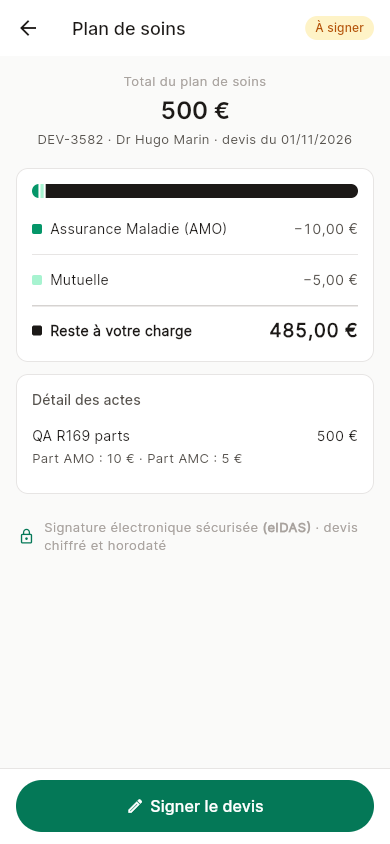 Plan de soins
À signer
Total du plan de soins
500 €
DEV-3582 · Dr Hugo Marin · devis du 01/11/2026
Assurance Maladie (AMO) −10,00 €
Mutuelle −5,00 €
Reste à votre charge 485,00 €
Détail des actes
QA R169 parts 500 €
Part AMO : 10 € · Part AMC : 5 €
Signature électronique sécurisée (eIDAS) · devis
chiffré et horodaté
Signer le devis